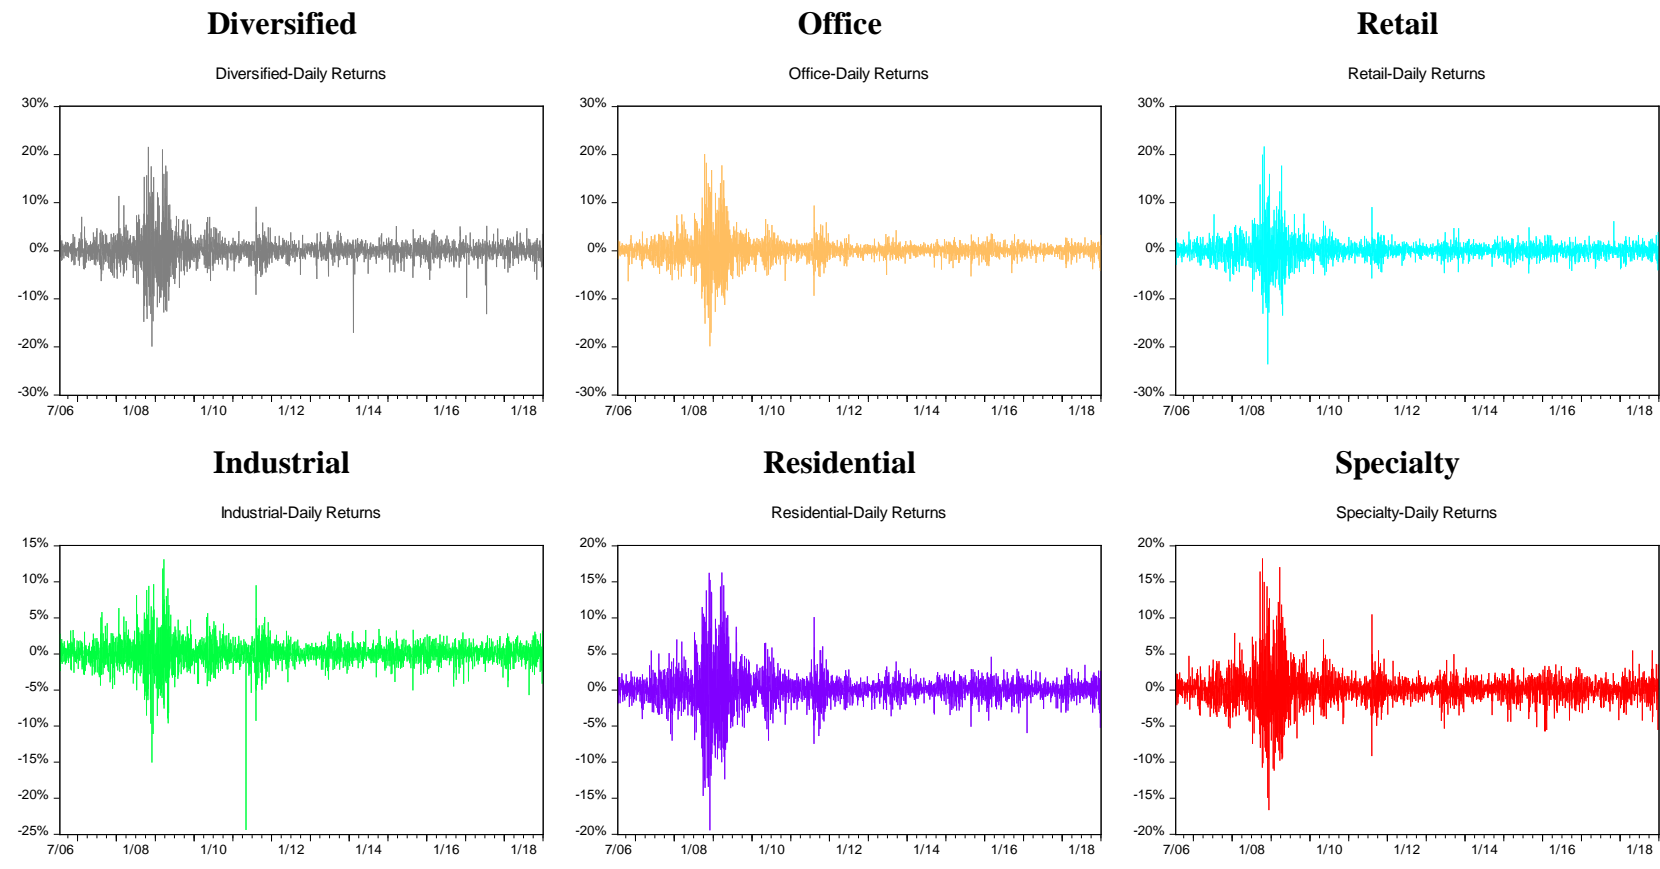 Diversified
Diversified-Daily Returns
30%
20%
10%
0%
-10%
-20%
-30%
7/06 1/08 1/10 1/12 1/14 1/16 1/18
Office
Office-Daily Returns
30%
20%
10%
0%
-10%
-20%
-30%
7/06 1/08 1/10 1/12 1/14 1/16 1/18
Retail
Retail-Daily Returns
30%
20%
10%
0%
-10%
-20%
-30%
7/06 1/08 1/10 1/12 1/14 1/16 1/18
Industrial
Industrial-Daily Returns
15%
10%
5%
0%
-5%
-10%
-15%
-20%
-25%
7/06 1/08 1/10 1/12 1/14 1/16 1/18
Residential
Residential-Daily Returns
20%
15%
10%
5%
0%
-5%
-10%
-15%
-20%
7/06 1/08 1/10 1/12 1/14 1/16 1/18
Specialty
Specialty-Daily Returns
20%
15%
10%
5%
0%
-5%
-10%
-15%
-20%
7/06 1/08 1/10 1/12 1/14 1/16 1/18